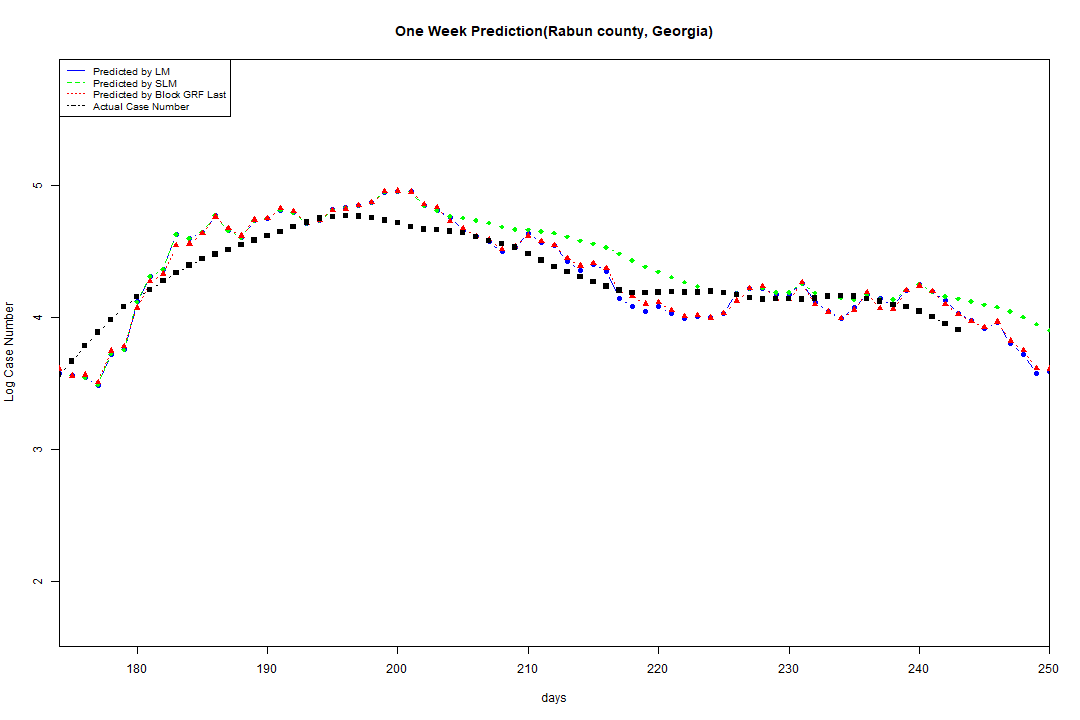 One Week Prediction(Rabun county, Georgia)
Predicted by LM
Predicted by SLM
Predicted by Block GRF Last
Actual Case Number
5
4
3
2
Log Case Number
180 190 200 210 220 230 240 250
days